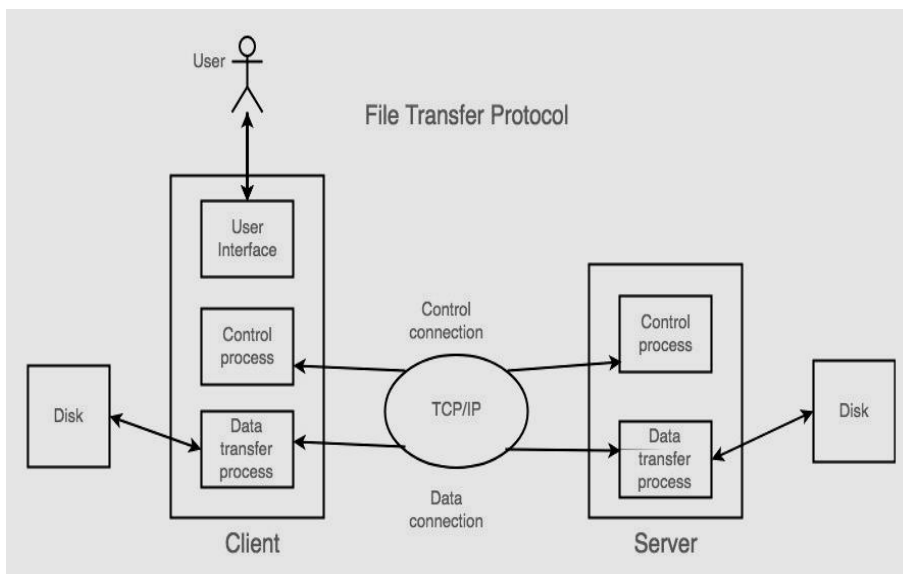 User
File Transfer Protocol
User
Interface
Control
process
Data
transfer
process
Disk
Client
Control
connection
TCP/IP
Data
connection
Control
process
Data
transfer
process
Disk
Server